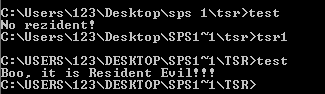 C:\Users\123\Desktop\sps 1\tsr>test
No rezident!
C:\Users\123\Desktop\sps 1\tsr>tsr1
C:\USERS\123\DESKTOP\SPS1~1\TSR>test
Boo, it is Resident Evil!!!
C:\USERS\123\DESKTOP\SPS1~1\TSR>